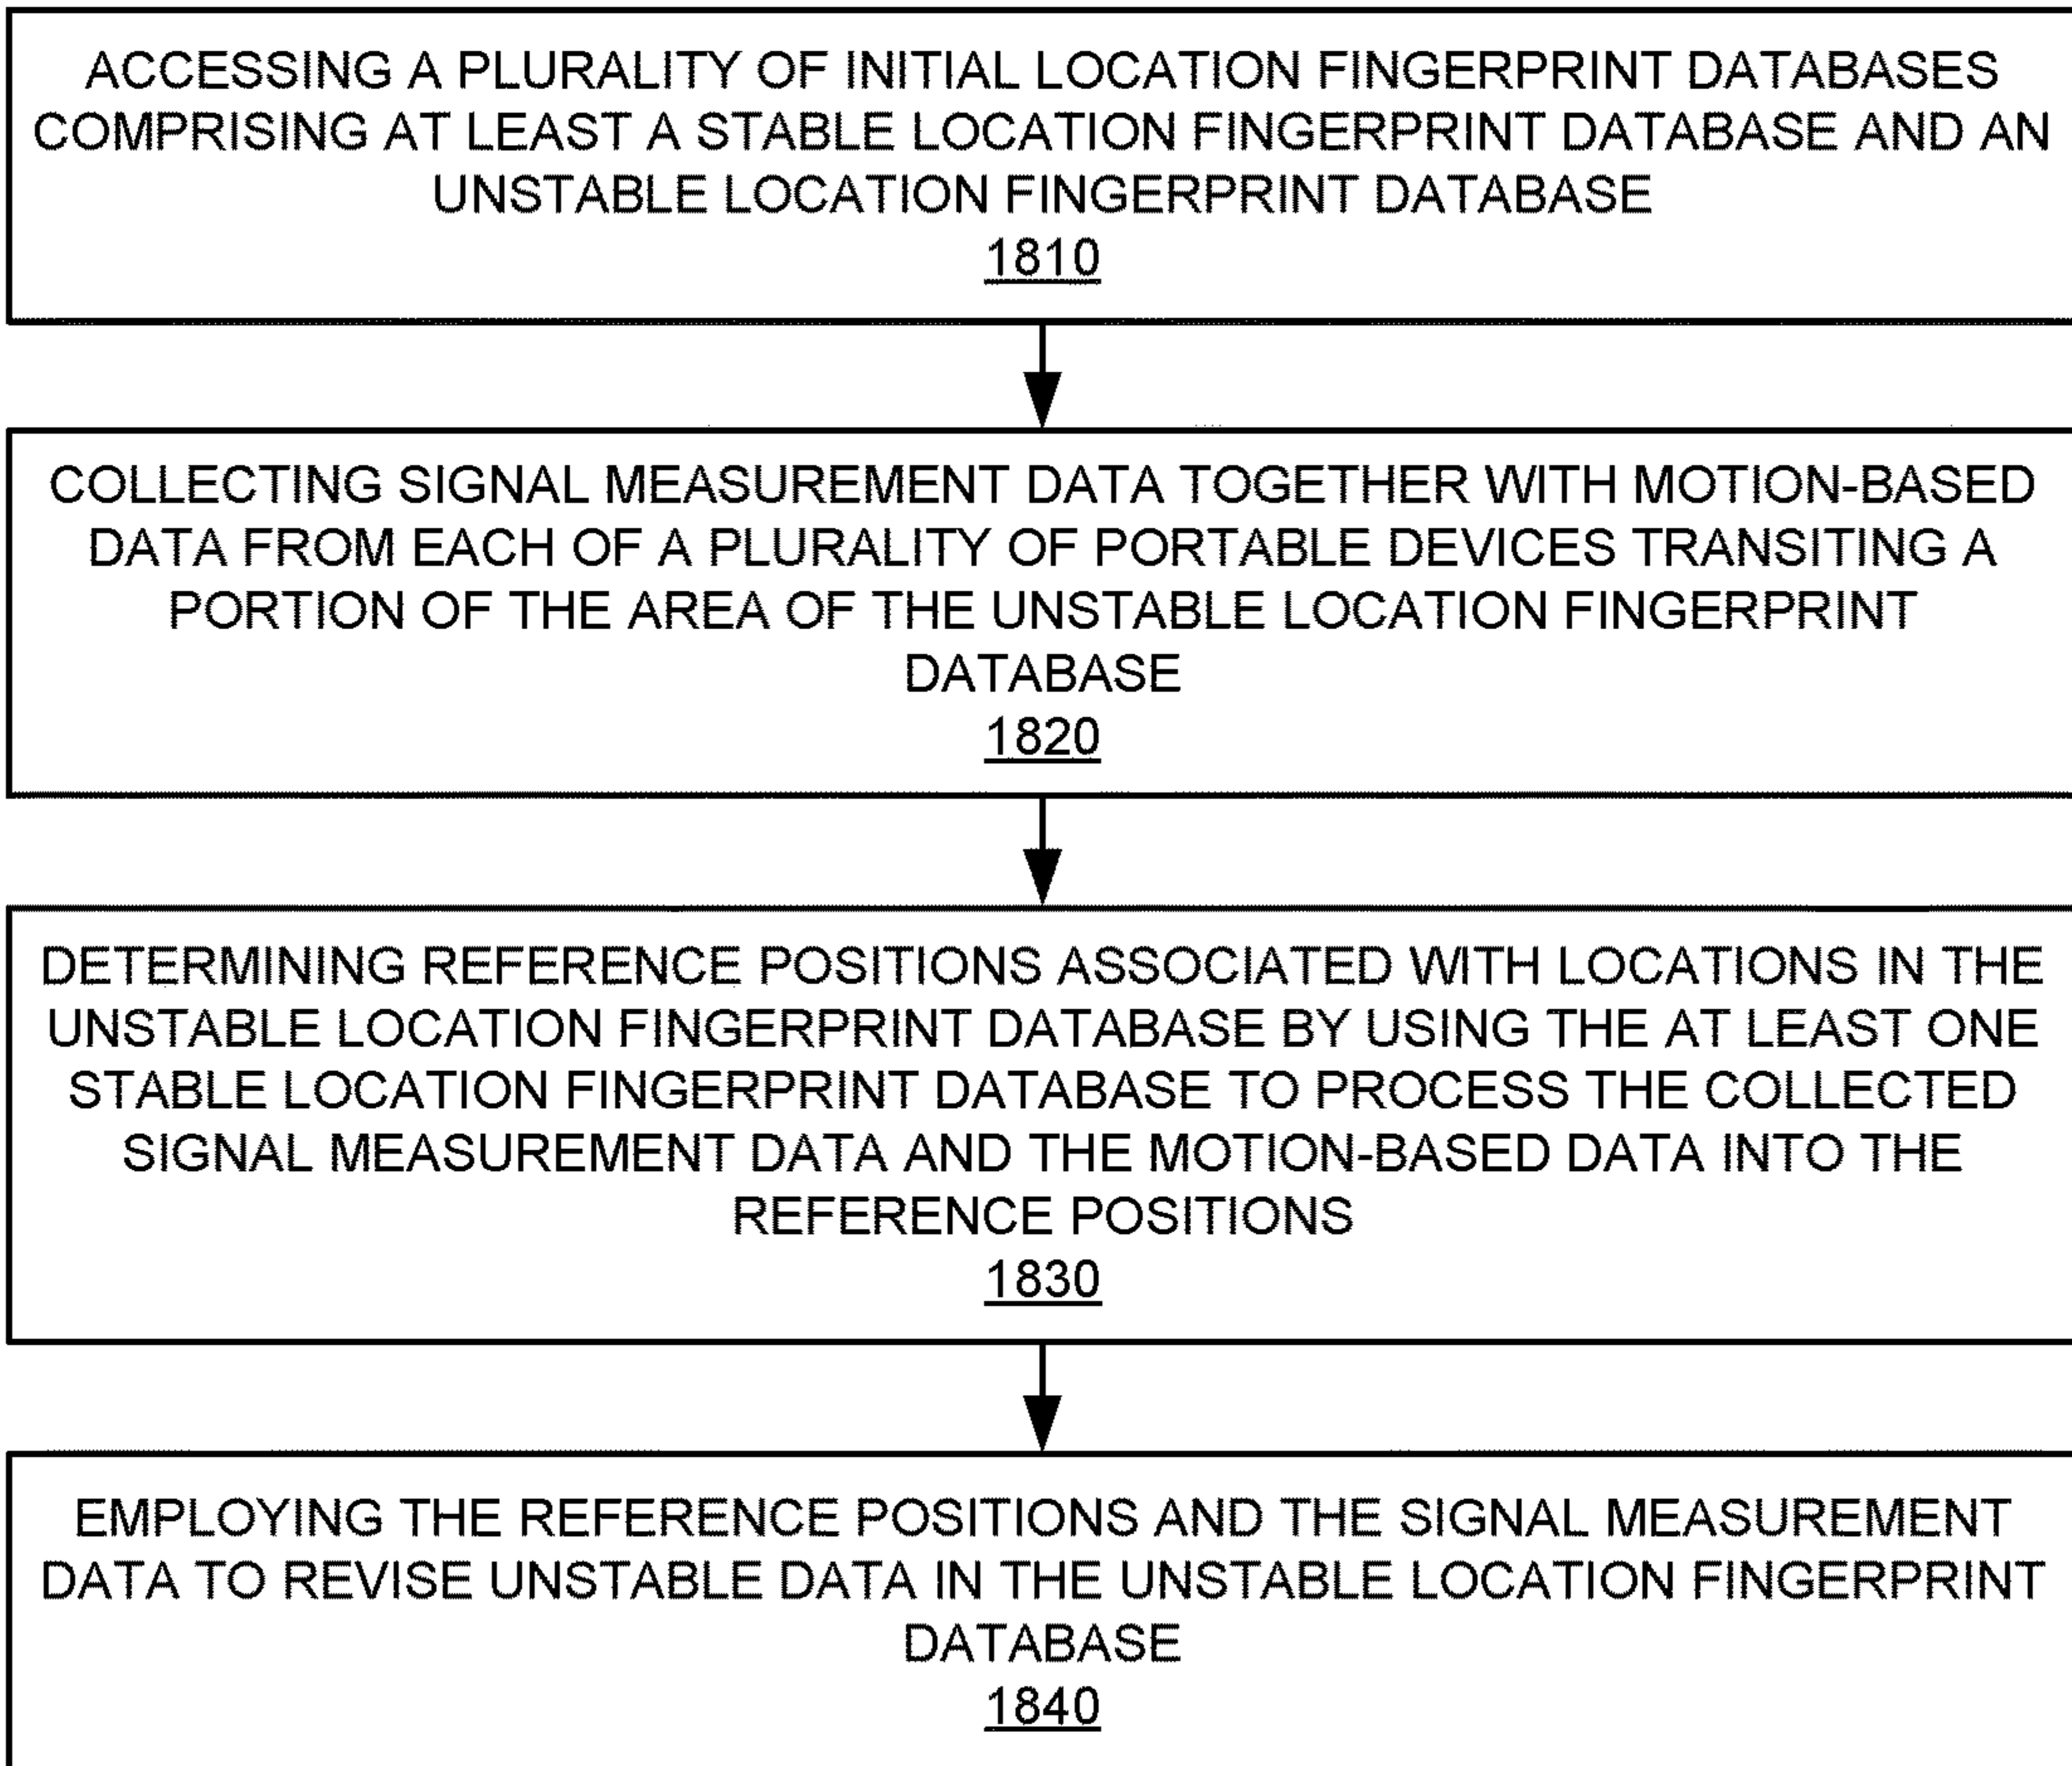 ACCESSING A PLURALITY OF INITIAL LOCATION FINGERPRINT DATABASES
COMPRISING AT LEAST A STABLE LOCATION FINGERPRINT DATABASE AND AN
UNSTABLE LOCATION FINGERPRINT DATABASE
1810
COLLECTING SIGNAL MEASUREMENT DATA TOGETHER WITH MOTION-BASED
DATA FROM EACH OF A PLURALITY OF PORTABLE DEVICES TRANSITING A
PORTION OF THE AREA OF THE UNSTABLE LOCATION FINGERPRINT
DATABASE
1820
DETERMINING REFERENCE POSITIONS ASSOCIATED WITH LOCATIONS IN THE
UNSTABLE LOCATION FINGERPRINT DATABASE BY USING THE AT LEAST ONE
STABLE LOCATION FINGERPRINT DATABASE TO PROCESS THE COLLECTED
SIGNAL MEASUREMENT DATA AND THE MOTION-BASED DATA INTO THE
REFERENCE POSITIONS
1830
EMPLOYING THE REFERENCE POSITIONS AND THE SIGNAL MEASUREMENT
DATA TO REVISE UNSTABLE DATA IN THE UNSTABLE LOCATION FINGERPRINT
DATABASE
1840